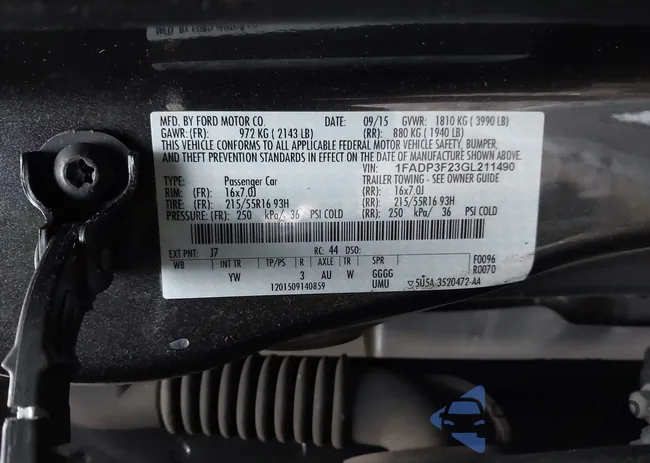 MFD. BY FORD MOTOR CO. DATE: 09/15 GVWR: 1810 KG ( 3990 LB)
GAWR: (FR): 972 KG ( 2143 LB) (RR): 880 KG ( 1940 LB)
THIS VEHICLE CONFORMS TO ALL APPLICABLE FEDERAL MOTOR VEHICLE SAFETY, BUMPER,
AND THEFT PREVENTION STANDARDS IN EFFECT ON THE DATE OF MANUFACTURE SHOWN ABOVE.
VIN: 1FADP3F23GL211490
TYPE: Passenger Car TRAILER TOWING - SEE OWNER GUIDE
RIM: (FR) 16x7.0J (RR): 16x7.0J
TIRE: (FR) 215/55R16 93H (RR): 215/55R16 93H
PRESSURE: (FR) 250 kPa/ 36 PSI COLD (RR): 250 kPa/ 36 PSI COLD
EXT PNT: J7 RC: 44 DSO:
WB INT TR TP/PS R AXLE TR SPR F0096
YW 3 AU W GGGG R0070
1201509140859 UMU 5U5A-3520472-AA